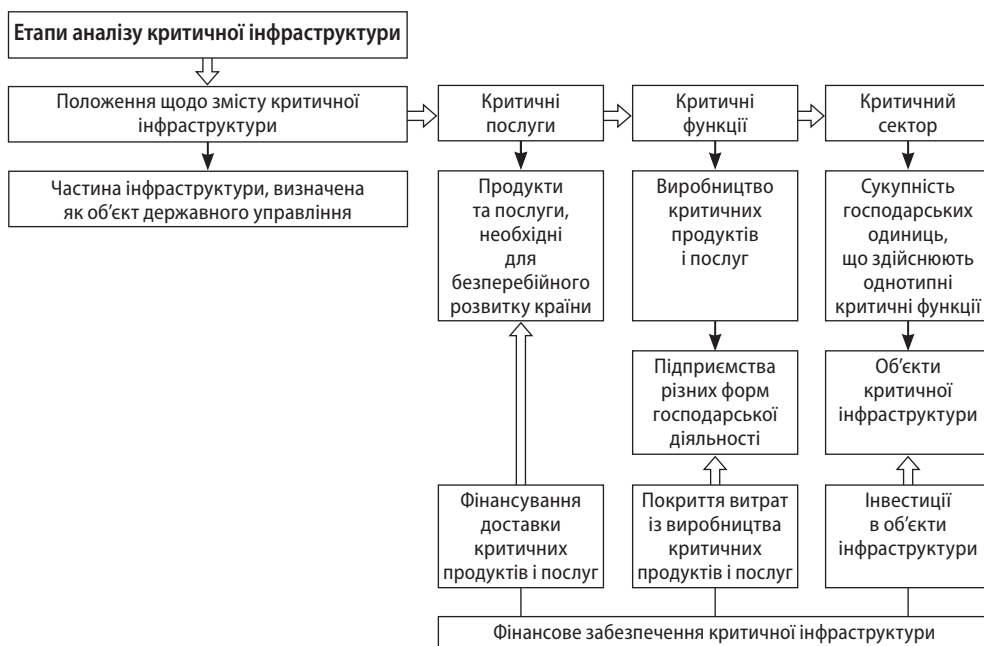 Етапи аналізу критичної інфраструктури
Положення щодо змісту критичної
інфраструктури
Критичні
послуги
Критичні
функції
Критичний
сектор
Частина інфраструктури, визначена
як об’єкт державного управління
Продукти
та послуги,
необхідні
для
безперебійного
розвитку країни
Виробництво
критичних
продуктів
і послуг
Сукупність
господарських
одиниць,
що здійснюють
однотипні
критичні функції
Підприємства
різних форм
господарської
діяльності
Об’єкти
критичної
інфраструктури
Фінансування
доставки
критичних
продуктів і послуг
Покриття витрат
із виробництва
критичних
продуктів і послуг
Інвестиції
в об’єкти
інфраструктури
Фінансове забезпечення критичної інфраструктури